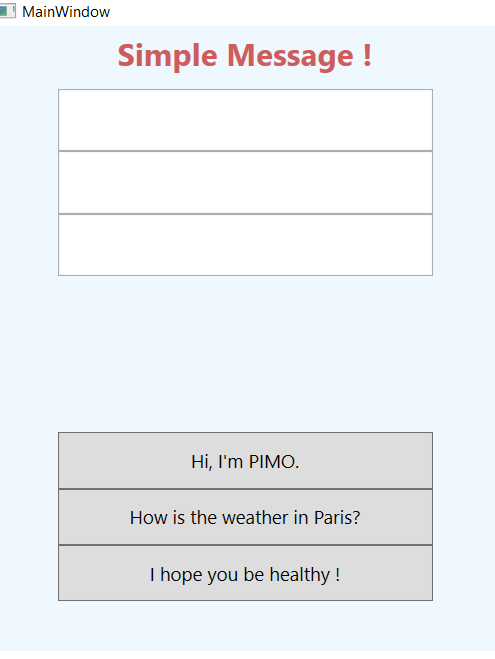 MainWindow
Simple Message !
Hi, I'm PIMO.
How is the weather in Paris?
I hope you be healthy !